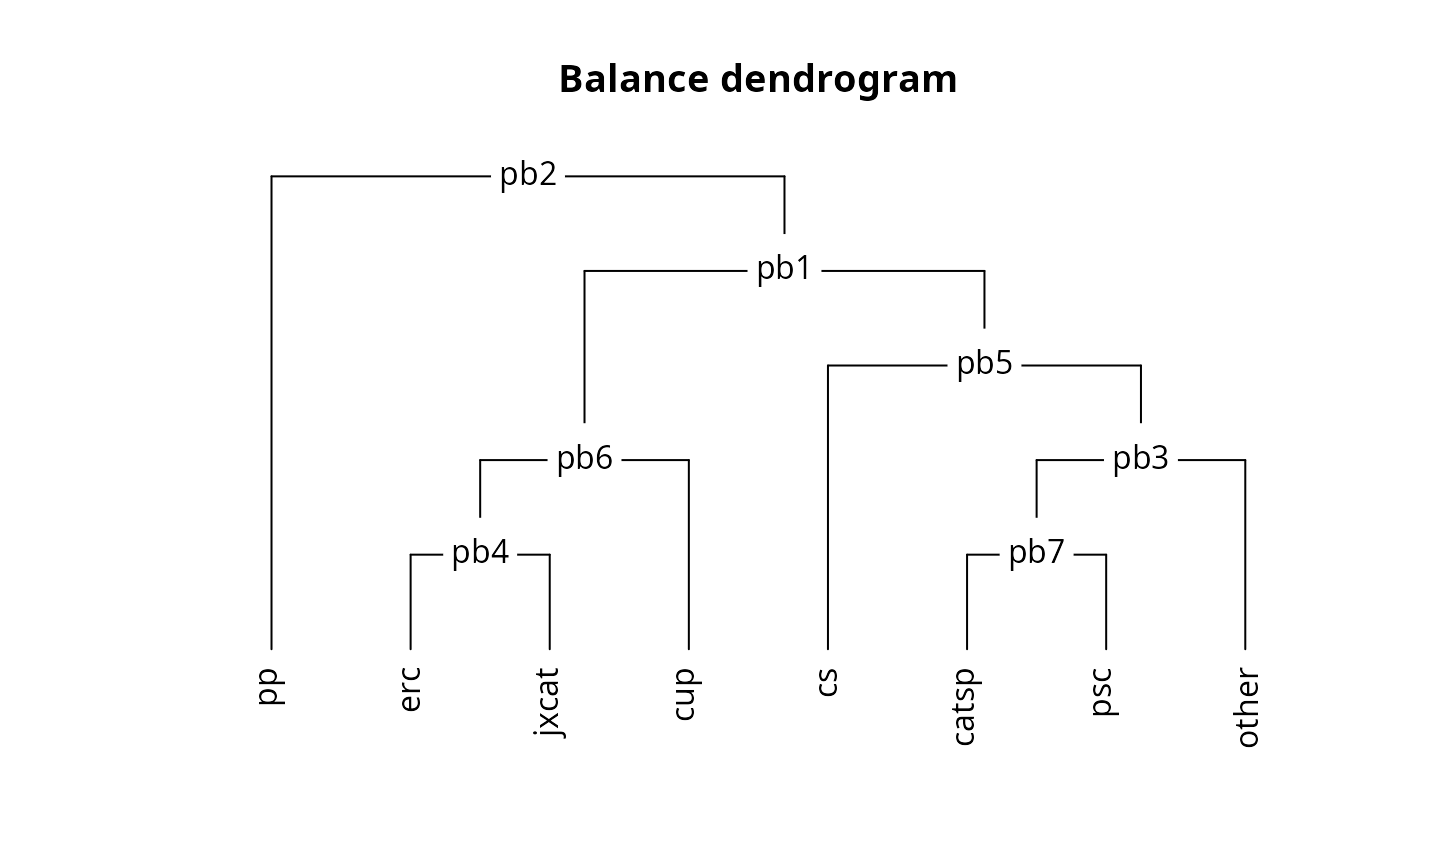 Balance dendrogram
pb2
pb1
pb5
pb6
pb3
pb4
pb7
pp
erc
jxcat
cup
cs
catsp
psc
other